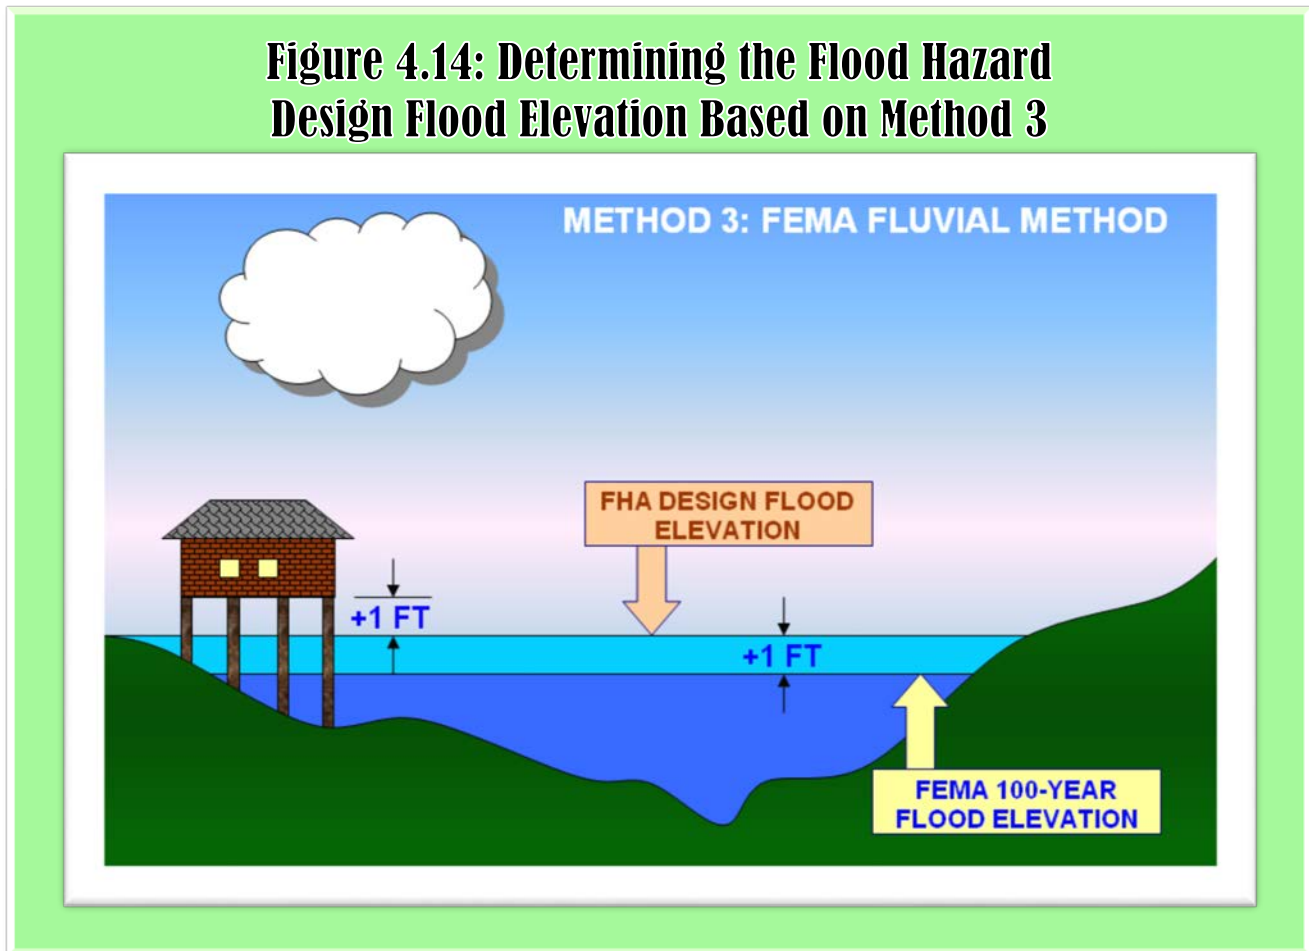 Figure 4.14: Determining the Flood Hazard
Design Flood Elevation Based on Method 3
METHOD 3: FEMA FLUVIAL METHOD
FHA DESIGN FLOOD
ELEVATION
+1 FT
+1 FT
FEMA 100-YEAR
FLOOD ELEVATION